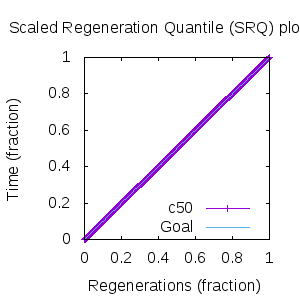 Scaled Regeneration Quantile (SRQ) plo
1
0.8
0.6
0.4
0.2
0
0 0.2 0.4 0.6 0.8 1
Time (fraction)
Regenerations (fraction)
c50
Goal